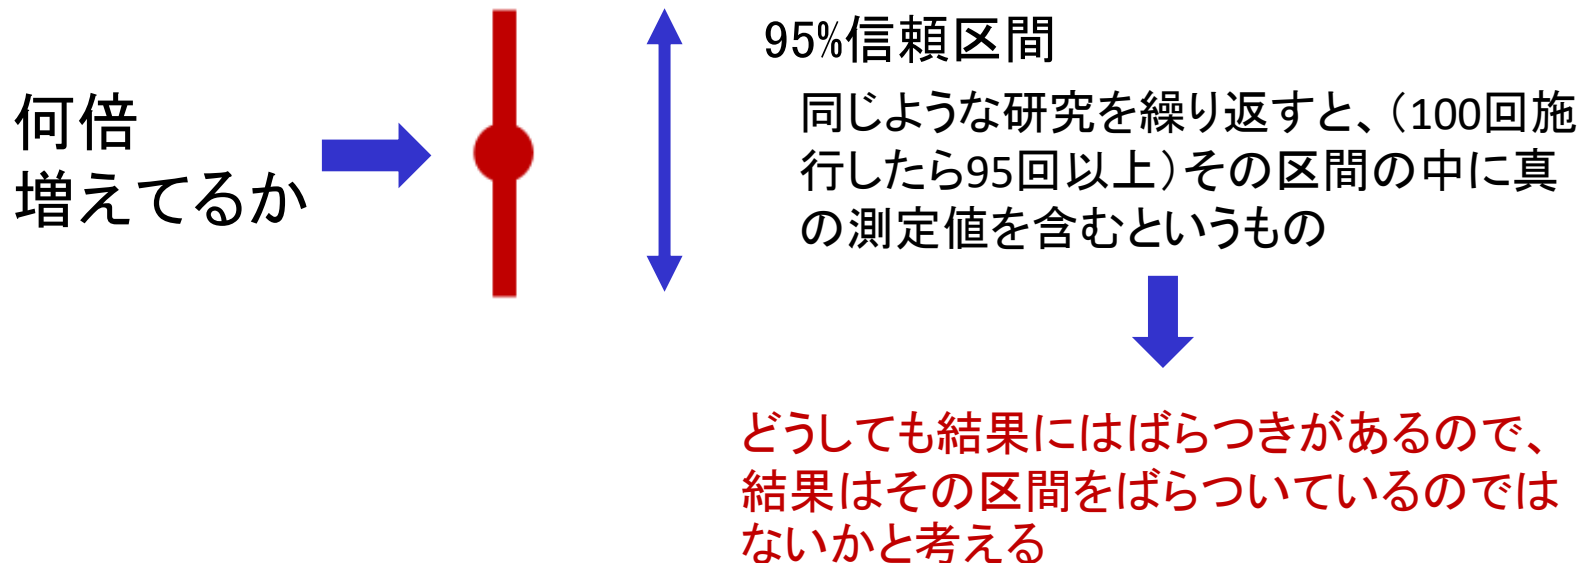 何倍
増えてるか
95%信頼区間
同じような研究を繰り返すと、（100回施
行したら95回以上）その区間の中に真
の測定値を含むというもの
どうしても結果にはばらつきがあるので、
結果はその区間をばらついているのでは
ないかと考える